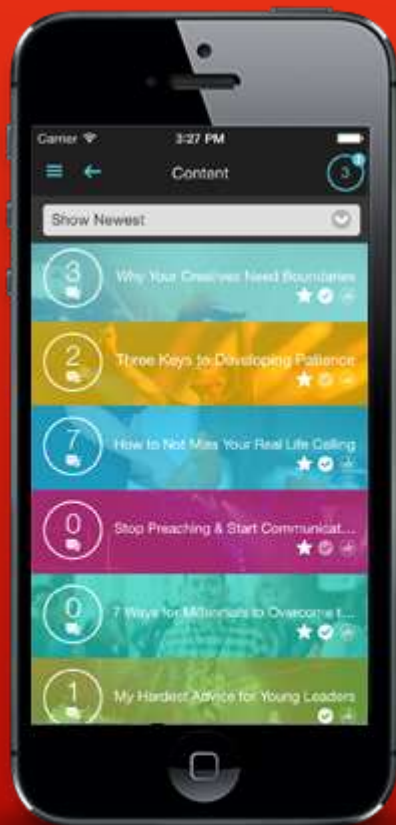 Carrier 3:27 PM
Content 3
Show Newest
3 Why Your Creatives Need Boundaries
2 Three Keys to Developing Patience
7 How to Not Miss Your Real Life Calling
0 Stop Preaching & Start Communicat...
0 7 Ways for Millennials to Overcome t...
1 My Hardest Advice for Young Leaders